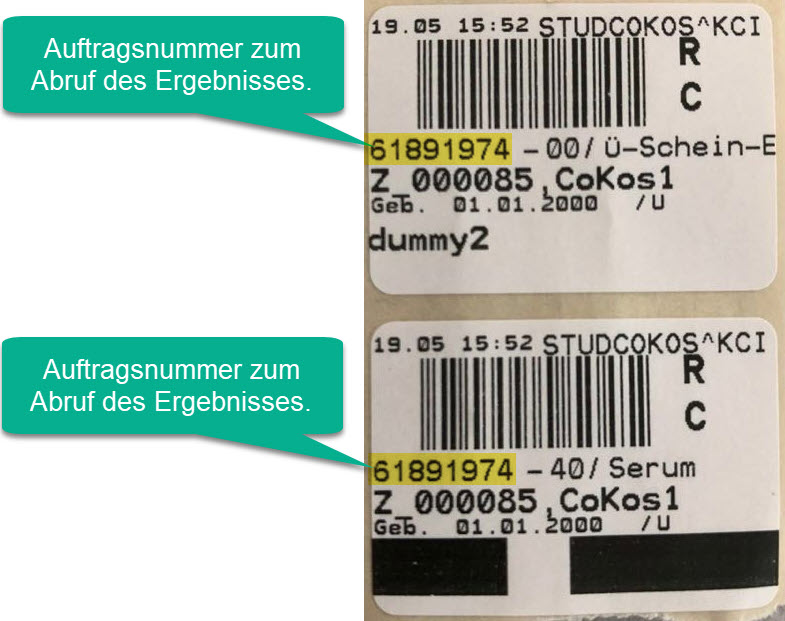 Auftragsnummer zum
Abruf des Ergebnisses.
19.05 15:52 STUDCOKOS^KCI
R
C
61891974 - 00/ Ü-Schein-E
Z_000085,CoKos1
Geb. 01.01.2000 /U
dummy2
Auftragsnummer zum
Abruf des Ergebnisses.
19.05 15:52 STUDCOKOS^KCI
R
C
61891974 - 40/ Serum
Z_000085,CoKos1
Geb. 01.01.2000 /U